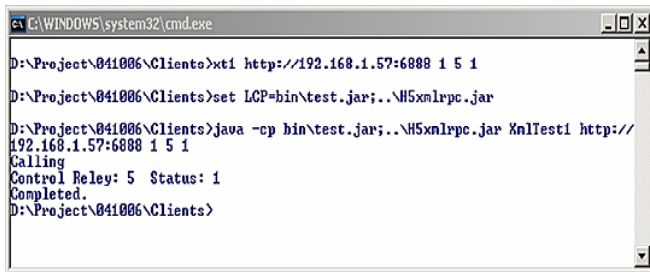 C:\WINDOWS\system32\cmd.exe
D:\Project\041006\Clients>xt1 http://192.168.1.57:6888 1 5 1
D:\Project\041006\Clients>set LCP=bin\test.jar;..\H5xmlrpc.jar
D:\Project\041006\Clients>java -cp bin\test.jar;..\H5xmlrpc.jar XmlTest1 http://
192.168.1.57:6888 1 5 1
Calling
Control Reley: 5  Status: 1
Completed.
D:\Project\041006\Clients>